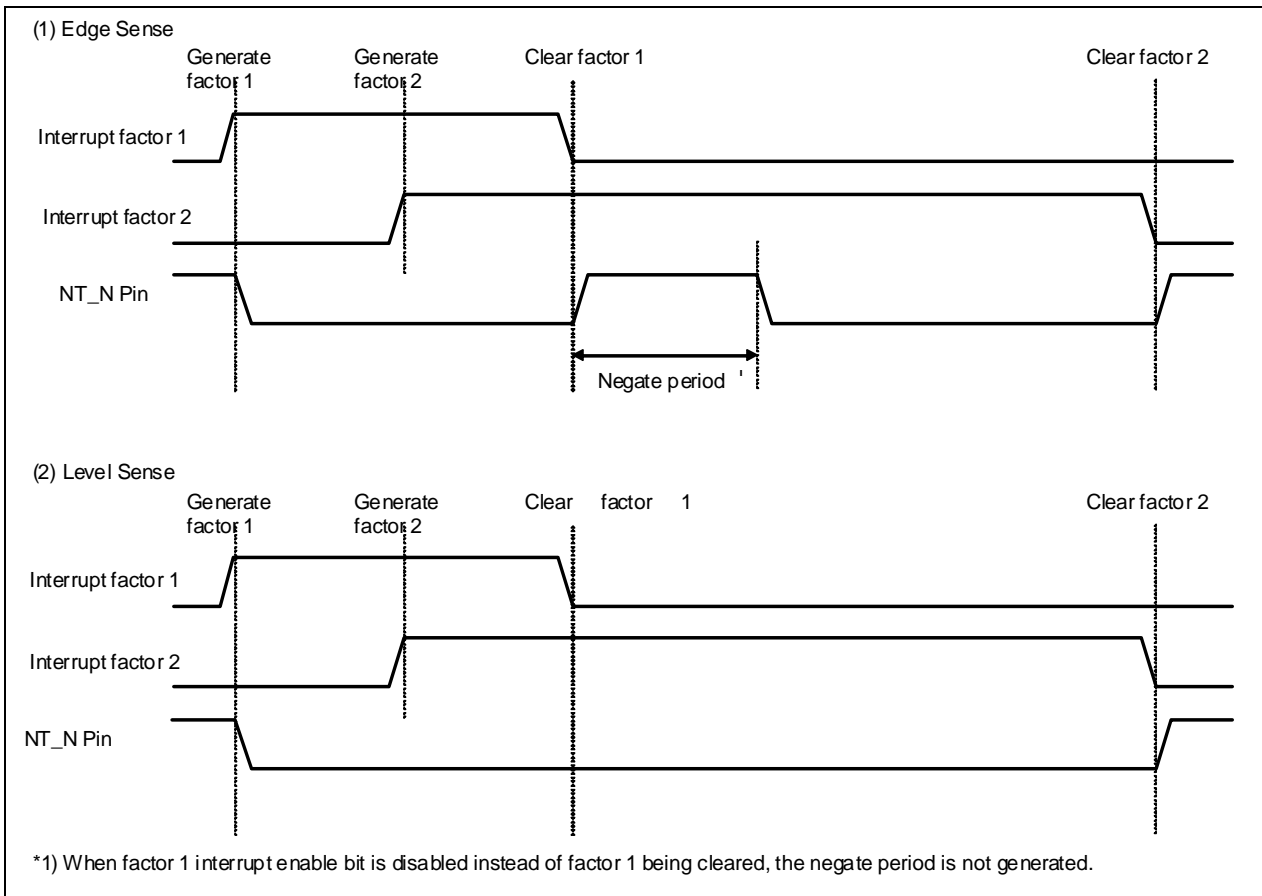 (1) Edge Sense
Generate
factor 1
Generate
factor 2
Clear factor 1
Clear factor 2
Interrupt factor 1
Interrupt factor 2
NT_N Pin
Negate period '
(2) Level Sense
Generate
factor 1
Generate
factor 2
Clear factor 1
Clear factor 2
Interrupt factor 1
Interrupt factor 2
NT_N Pin
*1) When factor 1 interrupt enable bit is disabled instead of factor 1 being cleared, the negate period is not generated.